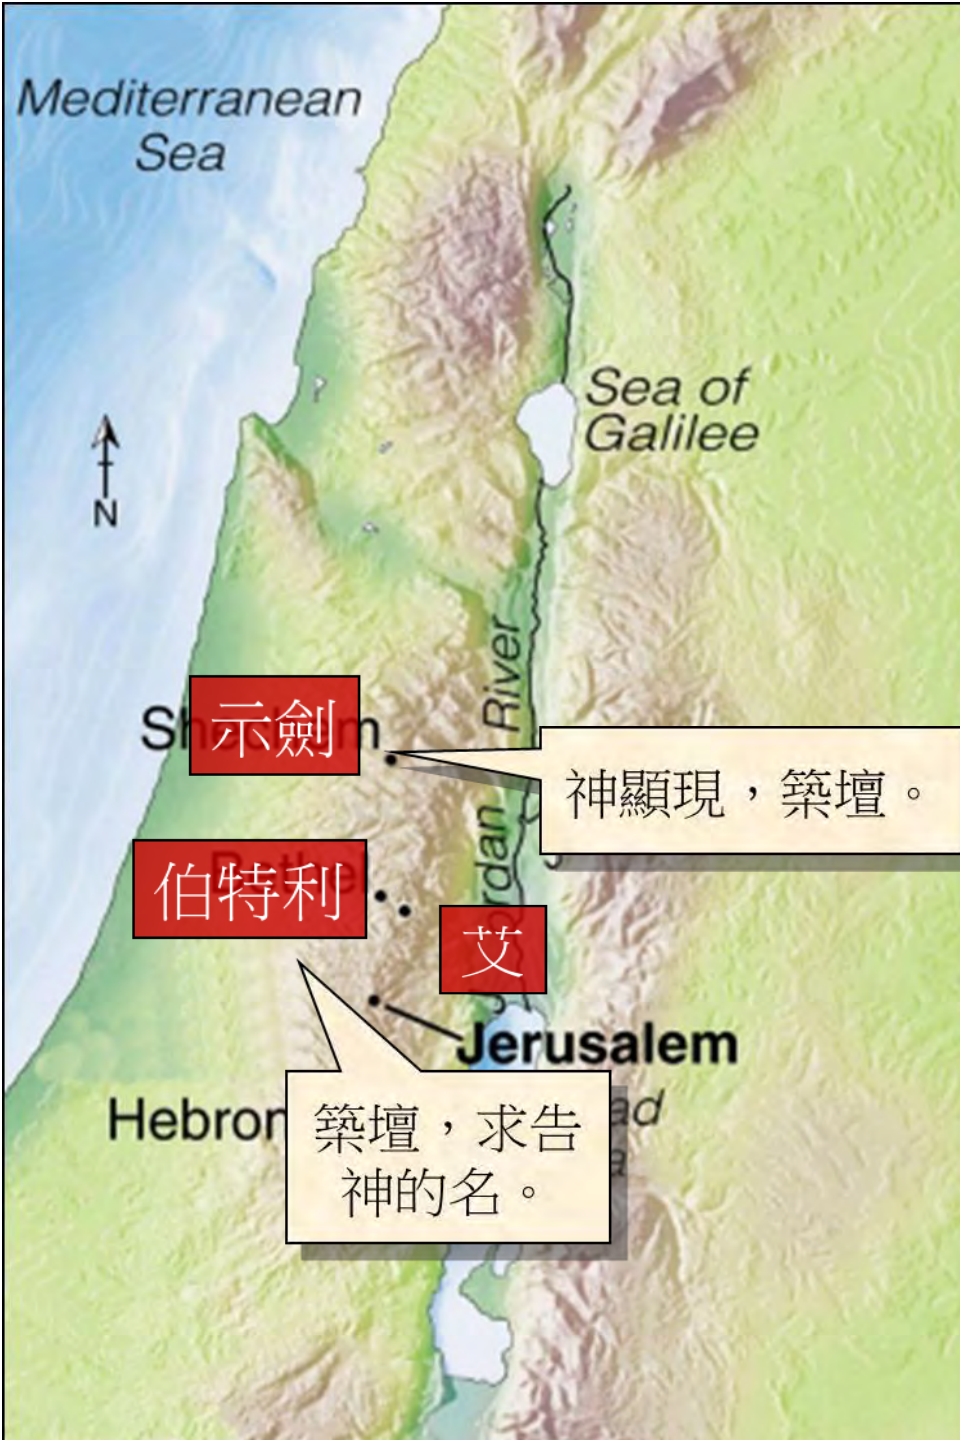 Mediterranean
Sea
Sea of
Galilee
N
River
示劍
神顯現，築壇。
伯特利
艾
Jerusalem
Hebron
築壇，求告
神的名。